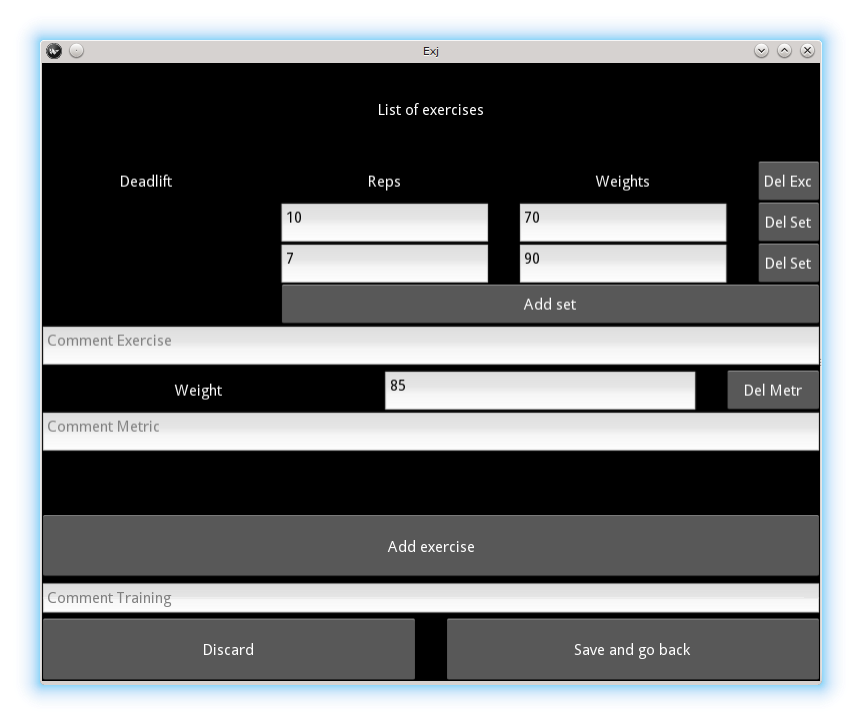 Exj
List of exercises
Deadlift Reps Weights Del Exc
10 70 Del Set
7 90 Del Set
Add set
Comment Exercise
Weight 85 Del Metr
Comment Metric
Add exercise
Comment Training
Discard Save and go back